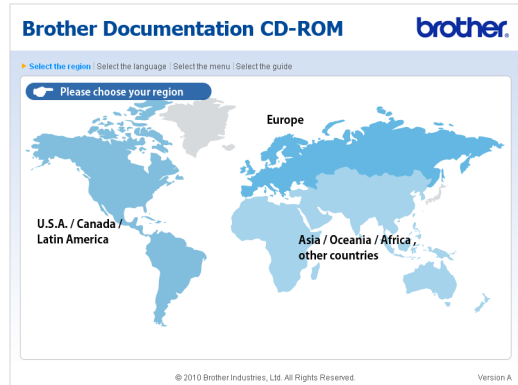 Brother Documentation CD-ROM
brother.
Select the region | Select the language | Select the menu | Select the guide
Please choose your region
Europe
U.S.A. / Canada /
Latin America
Asia / Oceania / Africa ,
other countries
© 2010 Brother Industries, Ltd. All Rights Reserved.
Version A